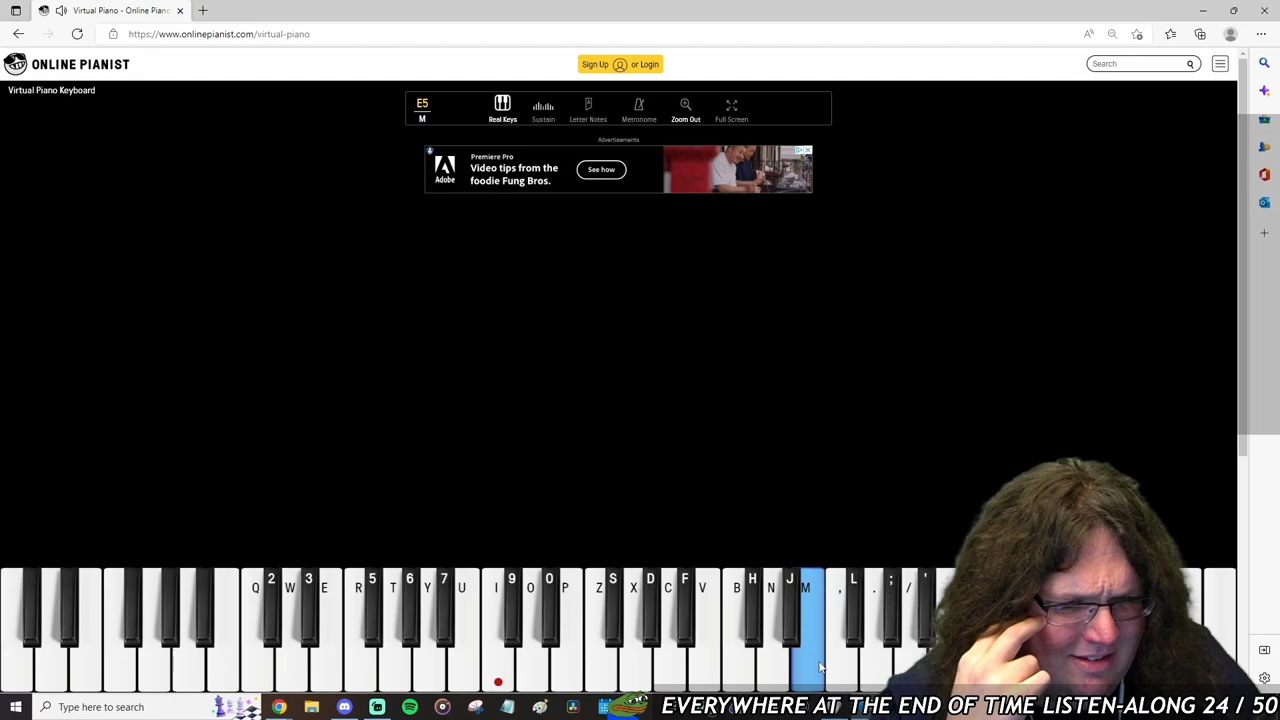 Virtual Piano - Online Piano
https://www.onlinepianist.com/virtual-piano
ONLINE PIANIST
Sign Up or Login
Search
Virtual Piano Keyboard
E5
M
Real Keys
Sustain
Letter Notes
Metronome
Zoom Out
Full Screen
Advertisements
Adobe
Premiere Pro
Video tips from the
foodie Fung Bros.
See how
2 3 5 6 7 9 0 S D F H J L ; '
Q W E R T Y U I O P Z X C V B N M , . /
Type here to search
EVERYWHERE AT THE END OF TIME LISTEN-ALONG 24 / 50